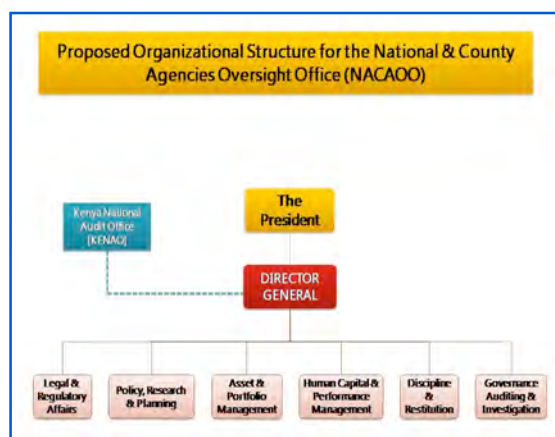 Proposed Organizational Structure for the National & County
Agencies Oversight Office (NACAOO)
Kenya National
Audit Office
[KENAO]
The
President
DIRECTOR
GENERAL
Legal &
Regulatory
Affairs
Policy, Research
& Planning
Asset &
Portfolio
Management
Human Capital &
Performance
Management
Discipline
&
Restitution
Governance
Auditing &
Investigation